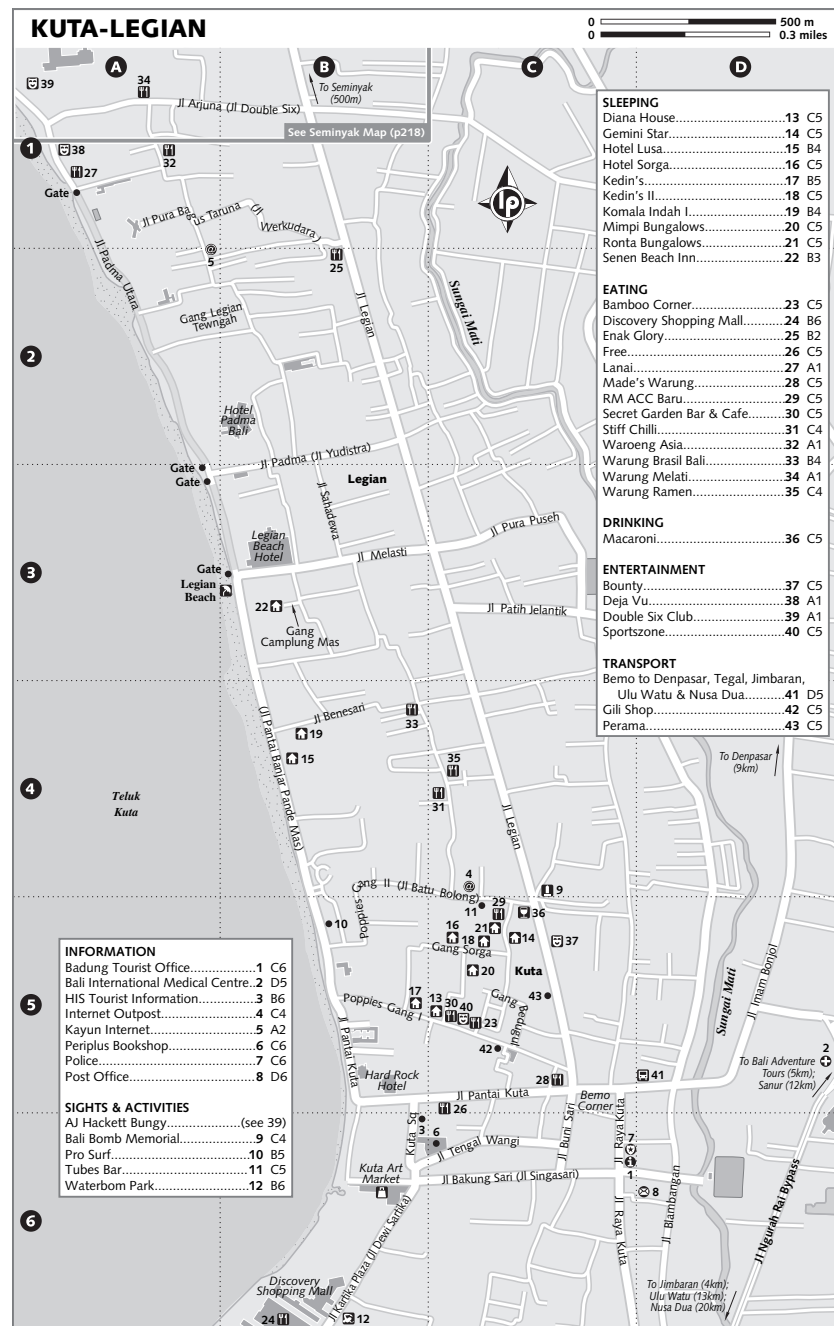 KUTA-LEGIAN
0 500 m
0 0.3 miles
A B C D
39
34
To Seminyak
(500m)
Jl Arjuna (Jl Double Six)
See Seminyak Map (p218)
1
38
32
27
Gate
lp
Jl Pura Bagus Taruna (Jl
Werkudara)
@
5
25
Jl Padma Utara
Jl Legian
Sungai Mati
Gang Legian
Tewngah
2
Hotel
Padma
Bali
Jl Padma (Jl Yudistra)
Gate
Gate
Legian
Jl Sahadewa
Jl Pura Puseh
Legian
Beach
Hotel
Jl Melasti
3
Gate
Legian
Beach
22
Jl Patih Jelantik
Gang
Camplung Mas
Jl Benesari
33
(Jl Pantai Banjar Pande Mas)
19
15
35
31
To Denpasar
(9km)
4
Teluk
Kuta
Jl Legian
4
@
9
Poppies Gang II (Jl Batu Bolong)
29
11
36
10
16
21
18
14
37
Gang Sorga
20
Kuta
17
13 30 40
23
Poppies Gang I
Gang Bedugul
43
42
5
Sungai Mati
Jl Imam Bonjol
2
To Bali Adventure
Tours (5km);
Sanur (12km)
Jl Pantai Kuta
Hard Rock
Hotel
28
41
Jl Pantai Kuta
Bemo
Corner
26
3
6
Kuta Sq
Jl Tengal Wangi
Jl Buni Sari
Jl Raya Kuta
7
i
1
Kuta Art
Market
Jl Bakung Sari (Jl Singasari)
8
6
Jl Kartika Plaza (Jl Dewi Sartika)
Jl Raya Kuta
Jl Blambangan
Jl Ngurah Rai Bypass
To Jimbaran (4km);
Ulu Watu (13km);
Nusa Dua (20km)
Discovery
Shopping Mall
24
12
SLEEPING
Diana House..................13 C5
Gemini Star..................14 C5
Hotel Lusa..................15 B4
Hotel Sorga..................16 C5
Kedin's..................17 B5
Kedin's II..................18 C5
Komala Indah I..................19 B4
Mimpi Bungalows..................20 C5
Ronta Bungalows..................21 C5
Senen Beach Inn..................22 B3
EATING
Bamboo Corner..................23 C5
Discovery Shopping Mall.........24 B6
Enak Glory..................25 B2
Free..................26 C5
Lanai..................27 A1
Made's Warung..................28 C5
RM ACC Baru..................29 C5
Secret Garden Bar & Cafe.........30 C5
Stiff Chilli..................31 C4
Waroeng Asia..................32 A1
Warung Brasil Bali..................33 B4
Warung Melati..................34 A1
Warung Ramen..................35 C4
DRINKING
Macaroni..................36 C5
ENTERTAINMENT
Bounty..................37 C5
Deja Vu..................38 A1
Double Six Club..................39 A1
Sportszone..................40 C5
TRANSPORT
Bemo to Denpasar, Tegal, Jimbaran,
Ulu Watu & Nusa Dua..........41 D5
Gili Shop..................42 C5
Perama..................43 C5
INFORMATION
Badung Tourist Office................1 C6
Bali International Medical Centre..2 D5
HIS Tourist Information..............3 B6
Internet Outpost..................4 C4
Kayun Internet..................5 A2
Periplus Bookshop..................6 C6
Police..................7 C6
Post Office..................8 D6
SIGHTS & ACTIVITIES
AJ Hackett Bungy..................(see 39)
Bali Bomb Memorial..................9 C4
Pro Surf..................10 B5
Tubes Bar..................11 C5
Waterbom Park..................12 B6